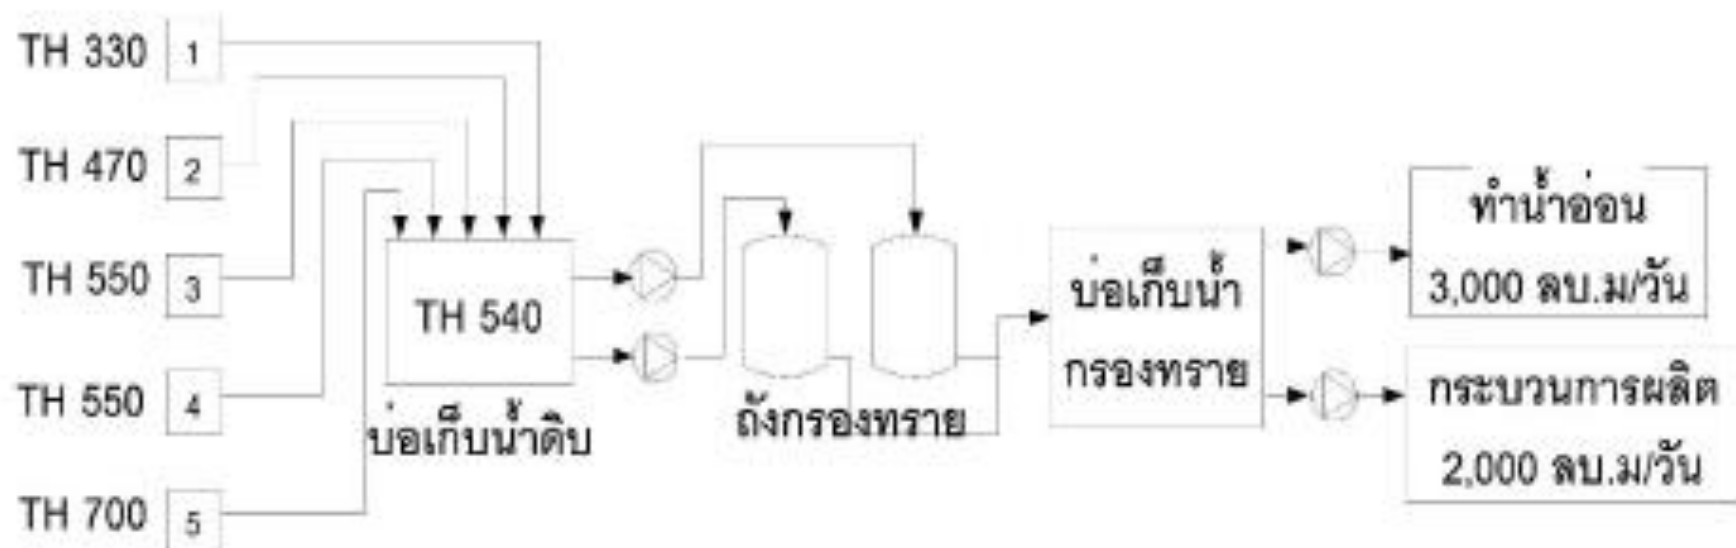 TH 330 1
TH 470 2
TH 550 3
TH 550 4
TH 700 5
TH 540
บ่อเก็บน้ำดิบ
ถังกรองทราย
บ่อเก็บน้ำ
กรองทราย
ทำน้ำอ่อน
3,000 ลบ.ม/วัน
กระบวนการผลิต
2,000 ลบ.ม/วัน